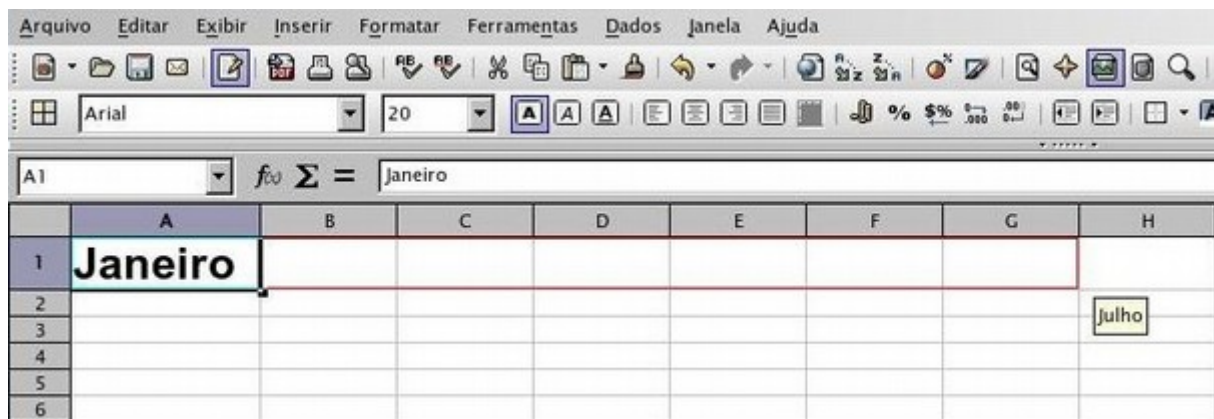 Arquivo Editar Exibir Inserir Formatar Ferramentas Dados Janela Ajuda
Arial 20
A1 Janeiro
A B C D E F G H
1 Janeiro
2
Julho
3
4
5
6